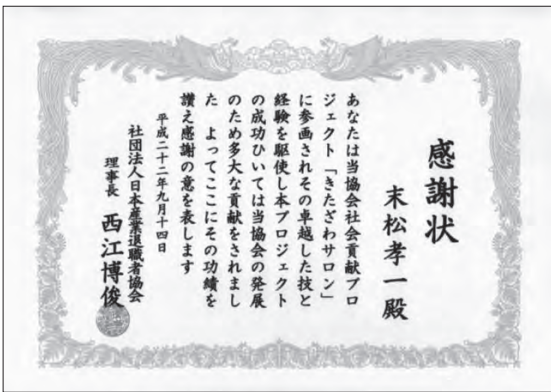 感謝状
末松孝一殿
あなたは当協会社会貢献プロ
ジェクト「きたざわサロン」
に参画されその卓越した技と
経験を駆使し本プロジェクト
の成功ひいては当協会の発展
のため多大な貢献をされまし
た　よってここにその功績を
讃え感謝の意を表します
平成二十二年九月十四日
社団法人日本産業退職者協会
理事長　西江博俊